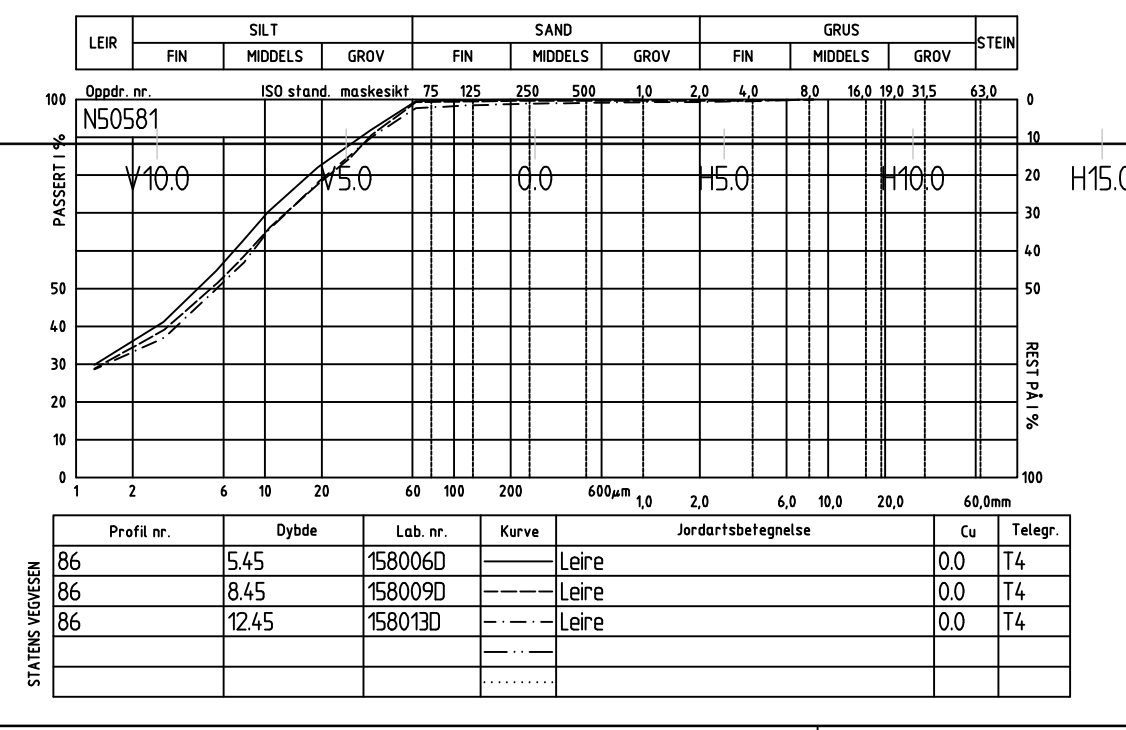 LEIR SILT SAND GRUS STEIN
FIN MIDDELS GROV FIN MIDDELS GROV FIN MIDDELS GROV
Oppdr. nr. ISO stand. maskesikt 75 125 250 500 1,0 2,0 4,0 8,0 16,0 19,0 31,5 63,0
N50581
V10.0 V5.0 0.0 H5.0 H10.0 H15.0
PASSERT I %
100
50
40
30
20
10
0
0
10
20
30
40
50
100
REST PÅ I %
1 2 6 10 20 60 100 200 600µm 1,0 2,0 6,0 10,0 20,0 60,0mm
Profil nr. Dybde Lab. nr. Kurve Jordartsbetegnelse Cu Telegr.
86 5.45 158006D Leire 0.0 T4
86 8.45 158009D Leire 0.0 T4
86 12.45 158013D Leire 0.0 T4
STATENS VEGVESEN